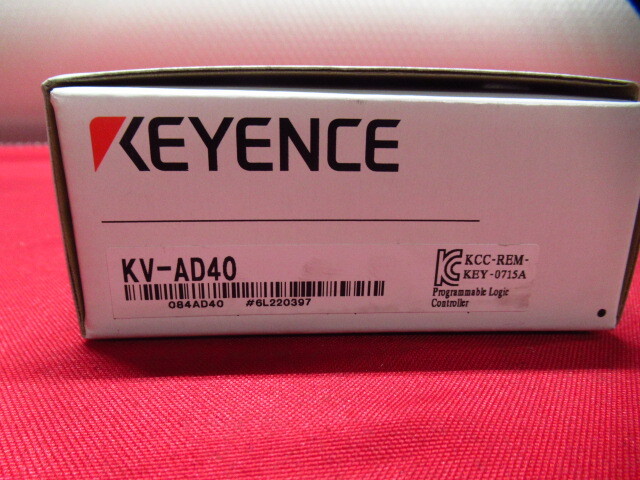 KEYENCE
KV-AD40
084AD40 #6L220397
KCC-REM-
KEY-0715A
Programmable Logic
Controller